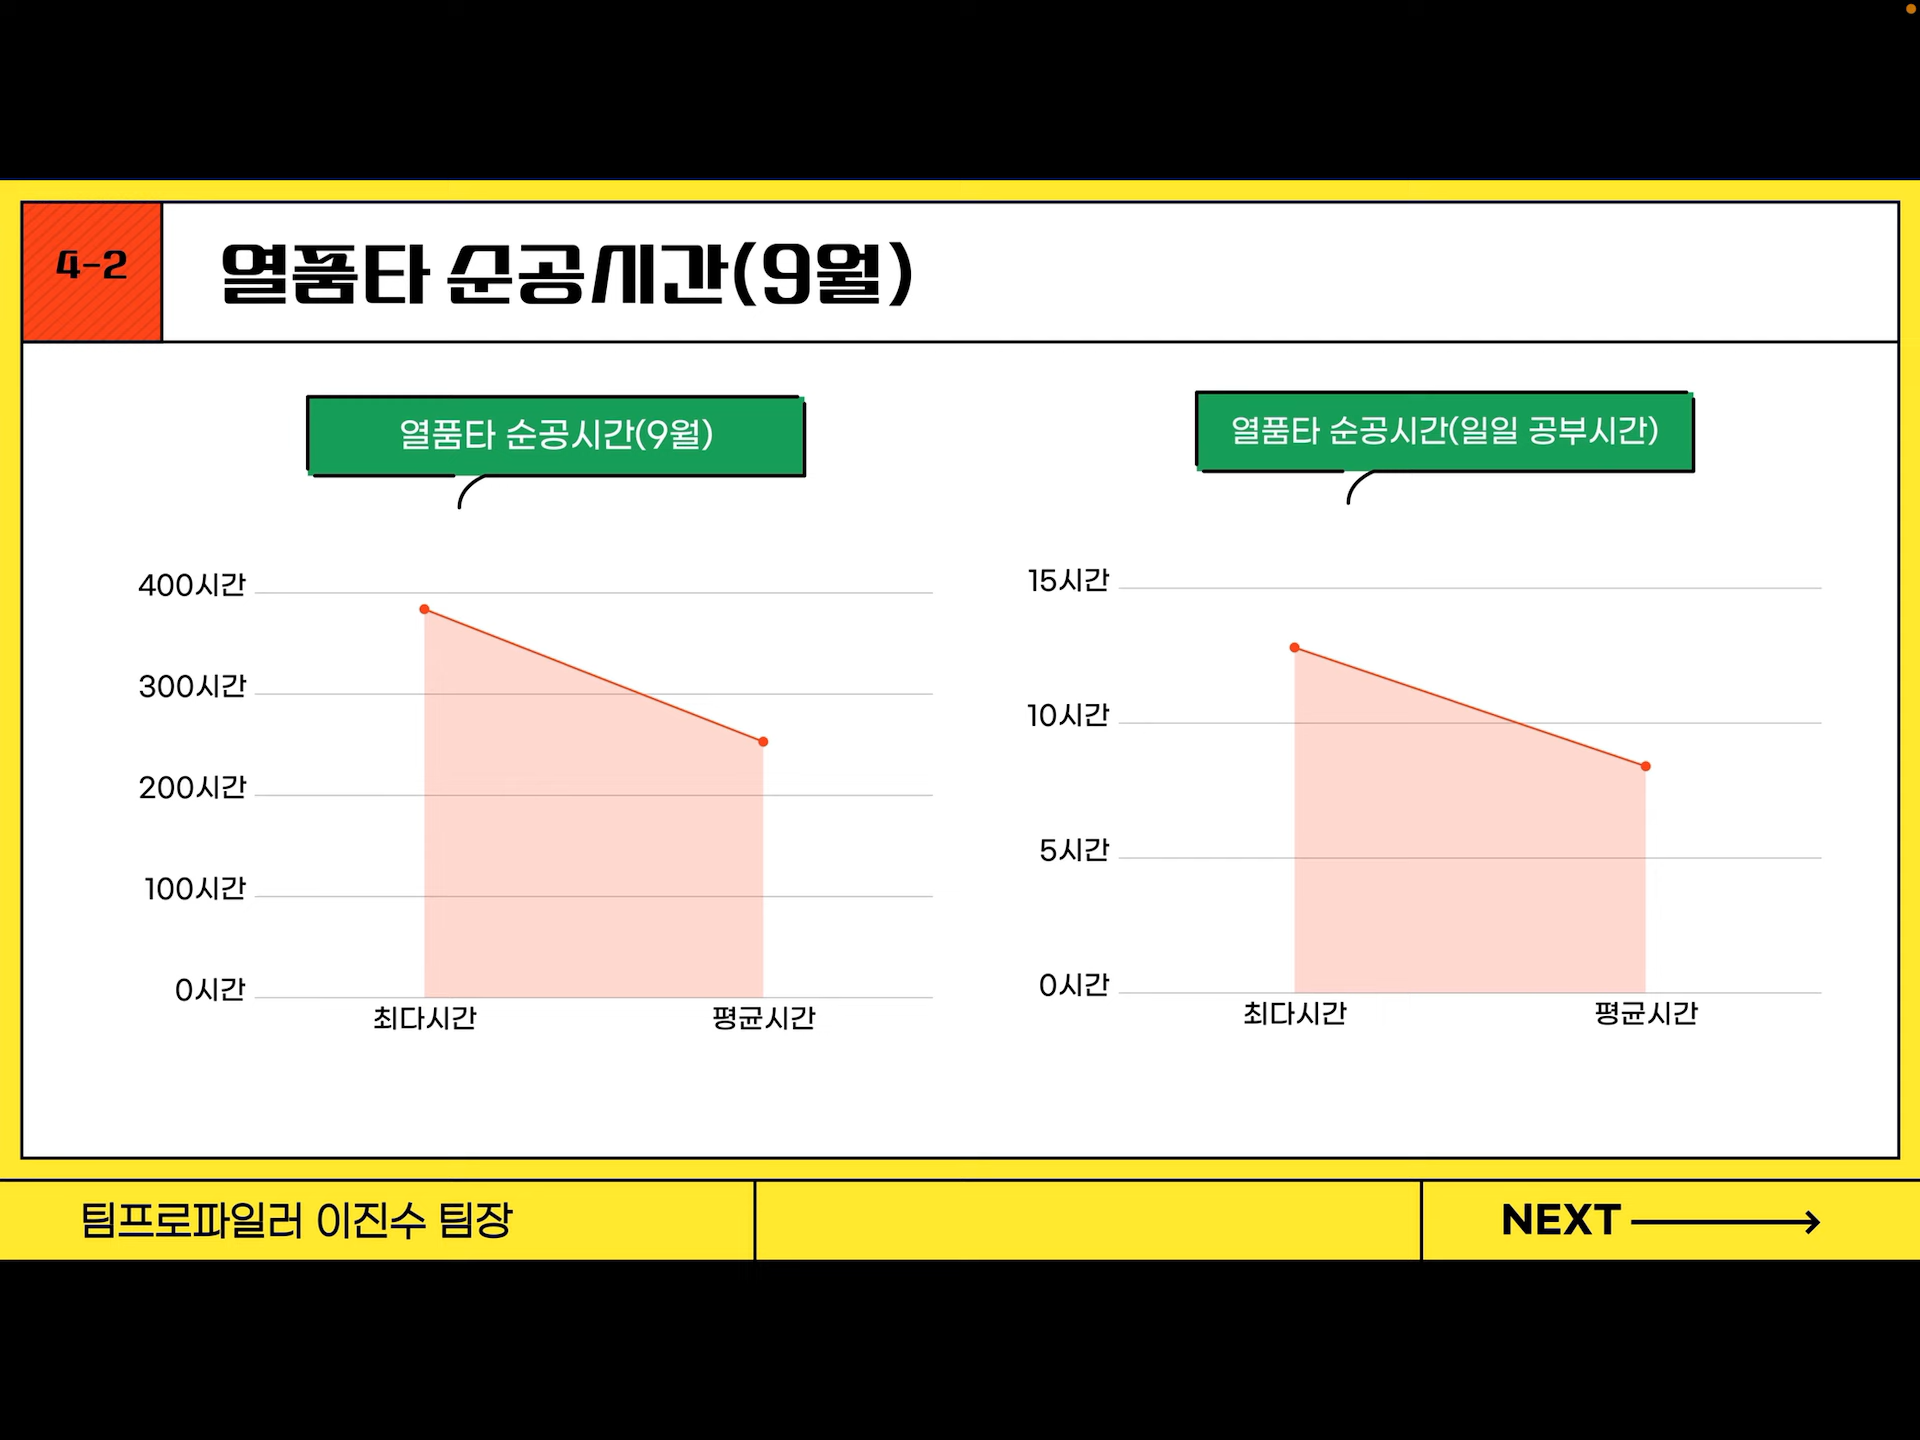 4-2
열품타 순공시간(9월)
열품타 순공시간(9월)
400시간
300시간
200시간
100시간
0시간
최다시간 평균시간
열품타 순공시간(일일 공부시간)
15시간
10시간
5시간
0시간
최다시간 평균시간
팀프로파일러 이진수 팀장
NEXT